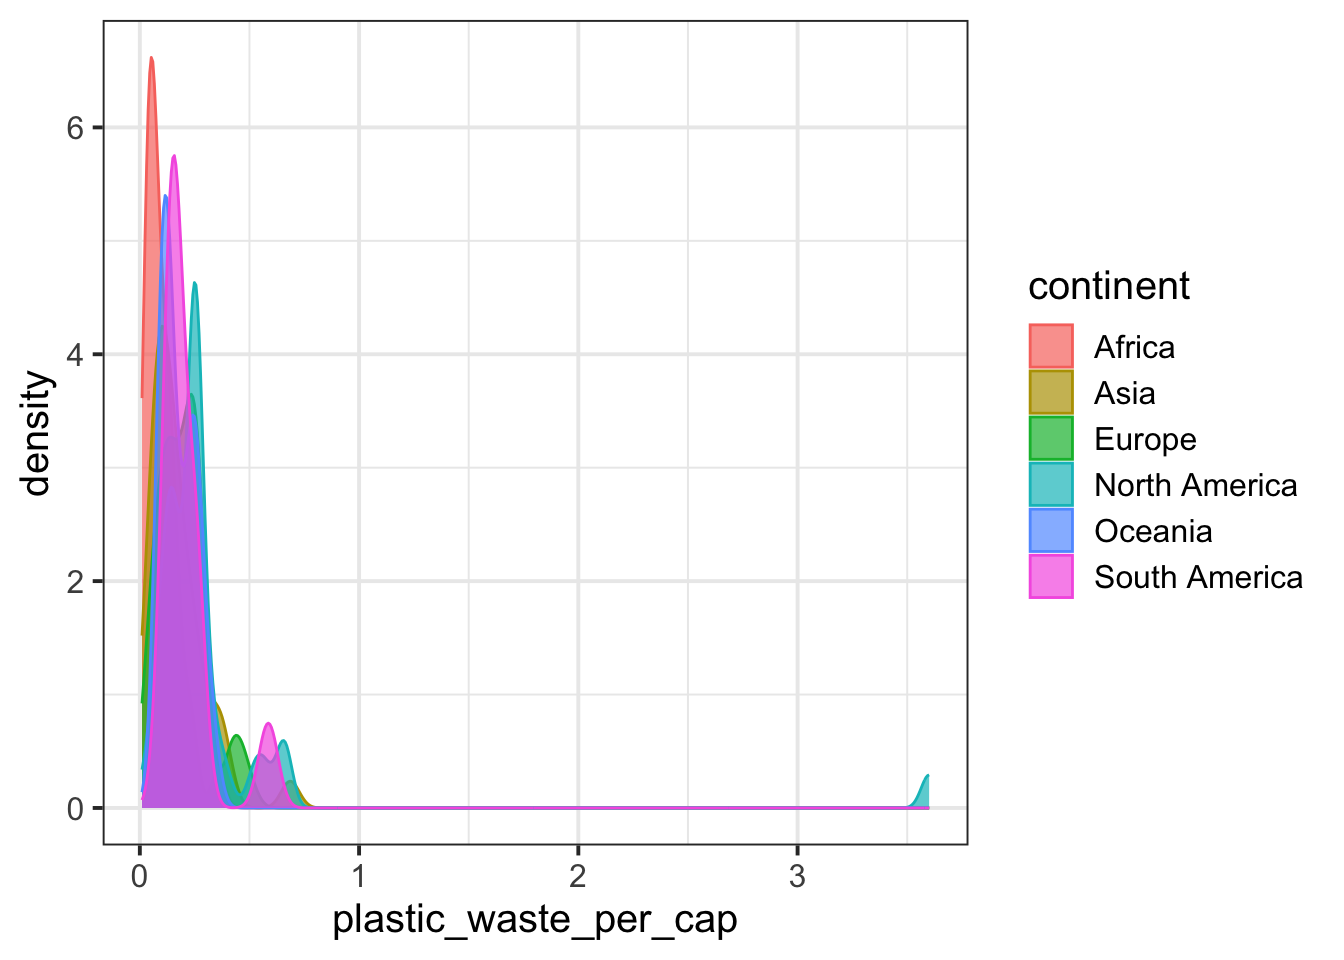 6
4
2
0
density
0 1 2 3
plastic_waste_per_cap
continent
Africa
Asia
Europe
North America
Oceania
South America